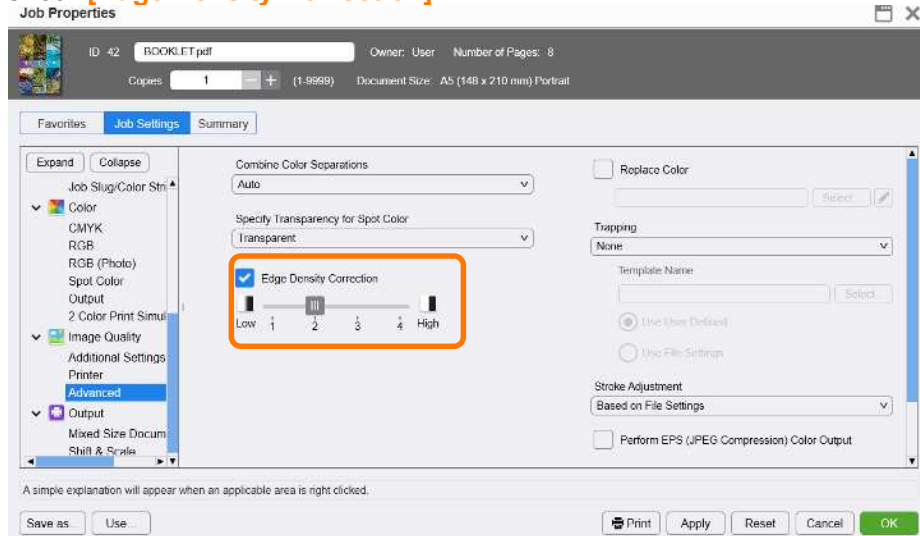 Job Properties
ID 42 BOOKLET.pdf Owner: User Number of Pages: 8
Copies 1 (1-9999) Document Size: A5 (148 x 210 mm) Portrait
Favorites Job Settings Summary
Expand Collapse
Job Slug/Color Stri
Color
CMYK
RGB
RGB (Photo)
Spot Color
Output
2 Color Print Simul
Image Quality
Additional Settings
Printer
Advanced
Output
Mixed Size Docum
Shift & Scale
Combine Color Separations
Auto
Specify Transparency for Spot Color
Transparent
Edge Density Correction
Low 1 2 3 4 High
Replace Color
Select...
Trapping
None
Template Name
Select
Use User Defined
Use File Settings
Stroke Adjustment
Based on File Settings
Perform EPS (JPEG Compression) Color Output
A simple explanation will appear when an applicable area is right clicked.
Save as... Use... Print Apply Reset Cancel OK